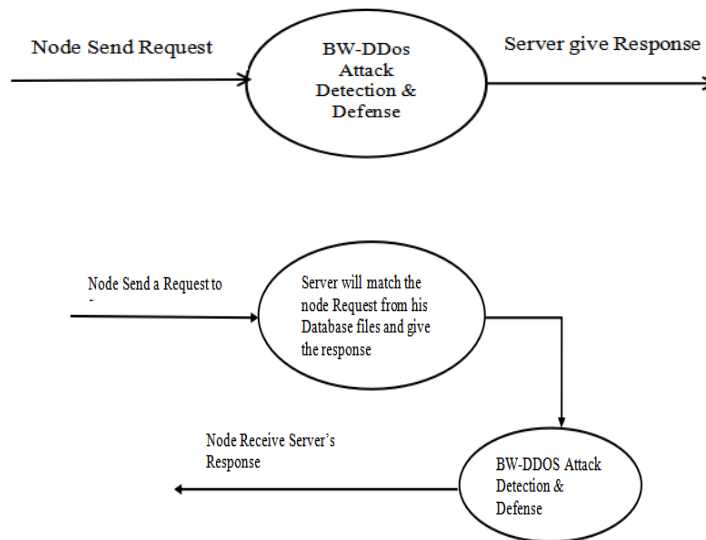 Node Send Request
BW-DDos
Attack
Detection &
Defense
Server give Response
Node Send a Request to
Server will match the
node Request from his
Database files and give
the response
Node Receive Server's
Response
BW-DDOS Attack
Detection &
Defense